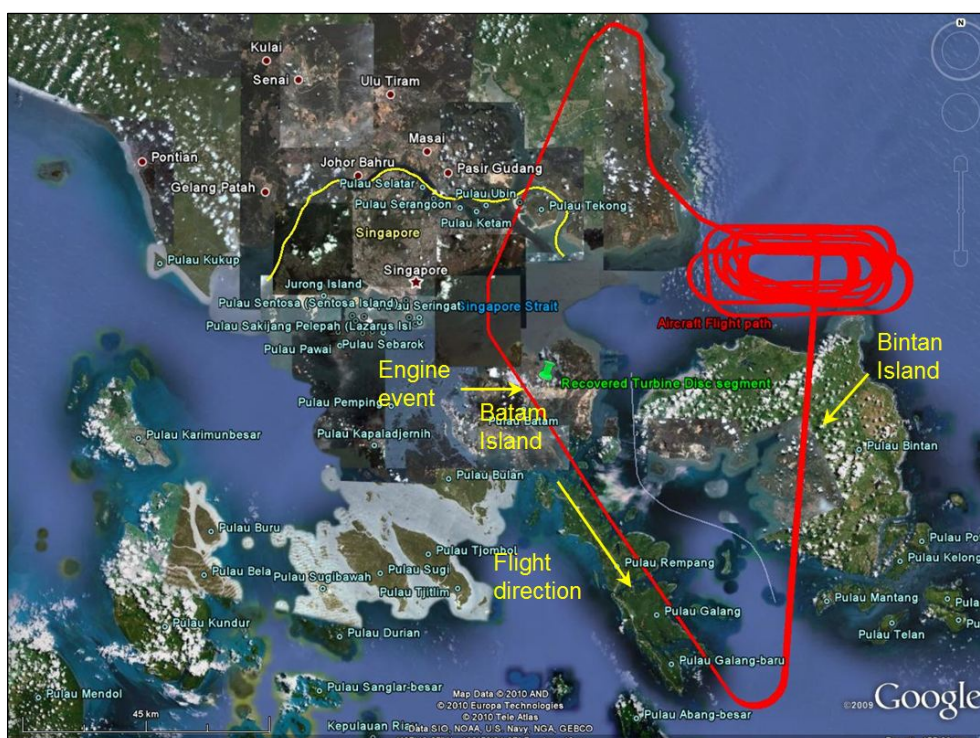 N
Kulai
Senai
Ulu Tiram
Masai
Pontian
Johor Bahru
Pasir Gudang
Gelang Patah
Pulau Selatar
Pulau Ubin
Pulau Serangoon
Pulau Tekong
Pulau Ketam
Singapore
Pulau Kukup
Singapore
Jurong Island
Pulau Sentosa (Sentosa Island)
Pulau Seringat
Singapore Strait
Pulau Sakijang Pelepah (Lazarus Isl
Aircraft Flight path
Pulau Pawai
Pulau Sebarok
Bintan
Island
Engine
event
Recovered Turbine Disc segment
Pulau Pemping
Batam
Island
Pulau Batam
Pulau Karimunbesar
Pulau Kapaladjernih
Pulau Bintan
Pulau Bulan
Pulau Buru
Pulau Tjombol
Flight
direction
Pulau Rempang
Pulau Kelong
Pulau Bela
Pulau Sugi
Pulau Sugibawah
Pulau Tjitlim
Pulau Mantang
Pulau Galang
Pulau Kundur
Pulau Durian
Pulau Telan
Pulau Galang-baru
Pulau Mendol
Pulau Sanglar-besar
Map Data © 2010 AND
© 2010 Europa Technologies
© 2010 Tele Atlas
Data SIO, NOAA, U.S. Navy, NGA, GEBCO
45 km
Pulau Abang-besar
©2009 Google